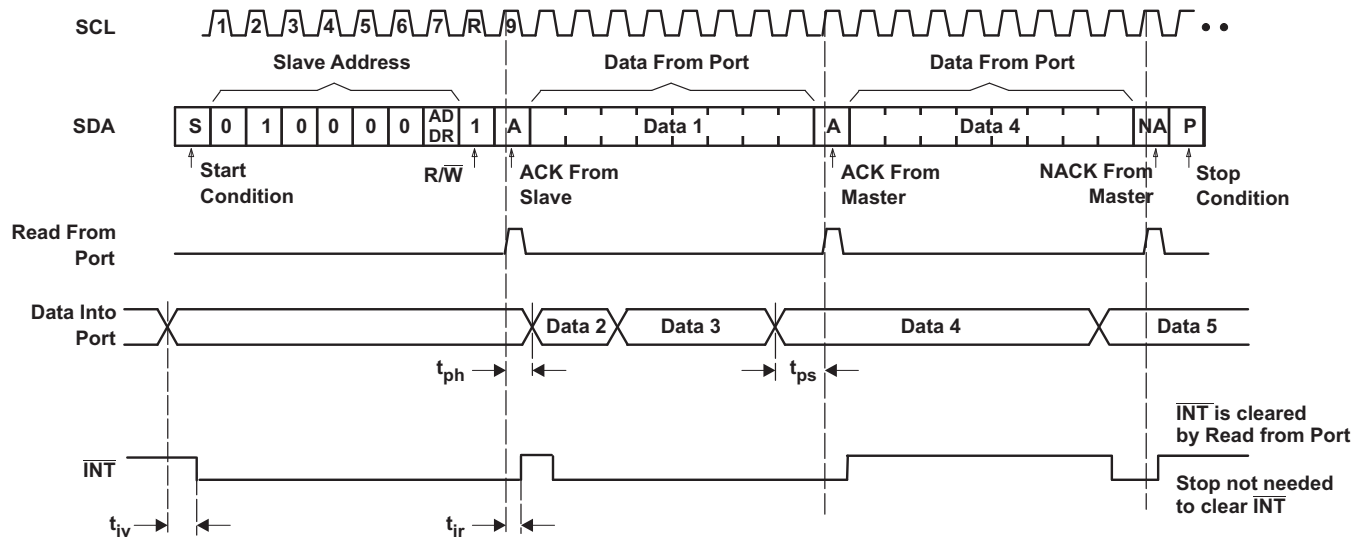 SCL 1 2 3 4 5 6 7 R 9
Slave Address Data From Port Data From Port
SDA S 0 1 0 0 0 0 AD DR 1 A Data 1 A Data 4 NA P
Start Condition
R/W̅
ACK From Slave
ACK From Master
NACK From Master
Stop Condition
Read From Port
Data Into Port
Data 2 Data 3 Data 4 Data 5
tph tps
I̅N̅T̅ is cleared
by Read from Port
I̅N̅T̅
Stop not needed
to clear I̅N̅T̅
tiv tir